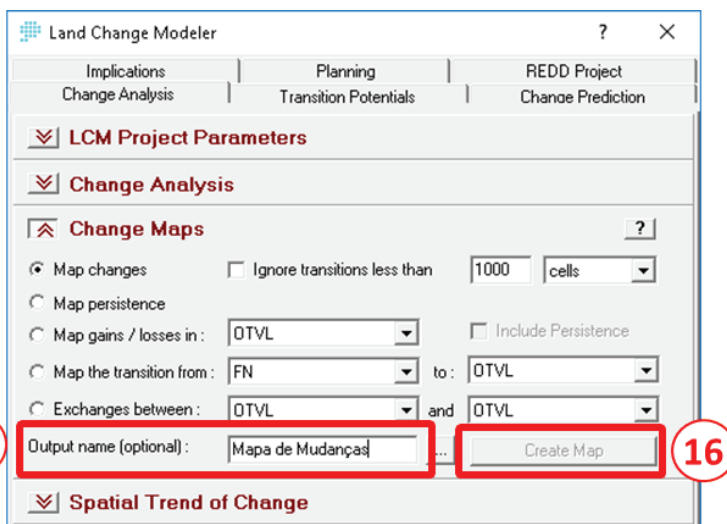 Land Change Modeler ?
Implications Planning REDD Project
Change Analysis Transition Potentials Change Prediction
LCM Project Parameters
Change Analysis
Change Maps ?
Map changes Ignore transitions less than 1000 cells
Map persistence
Map gains / losses in : OTVL Include Persistence
Map the transition from : FN to : OTVL
Exchanges between : OTVL and OTVL
Output name (optional) : Mapa de Mudanças ... Create Map 16
Spatial Trend of Change